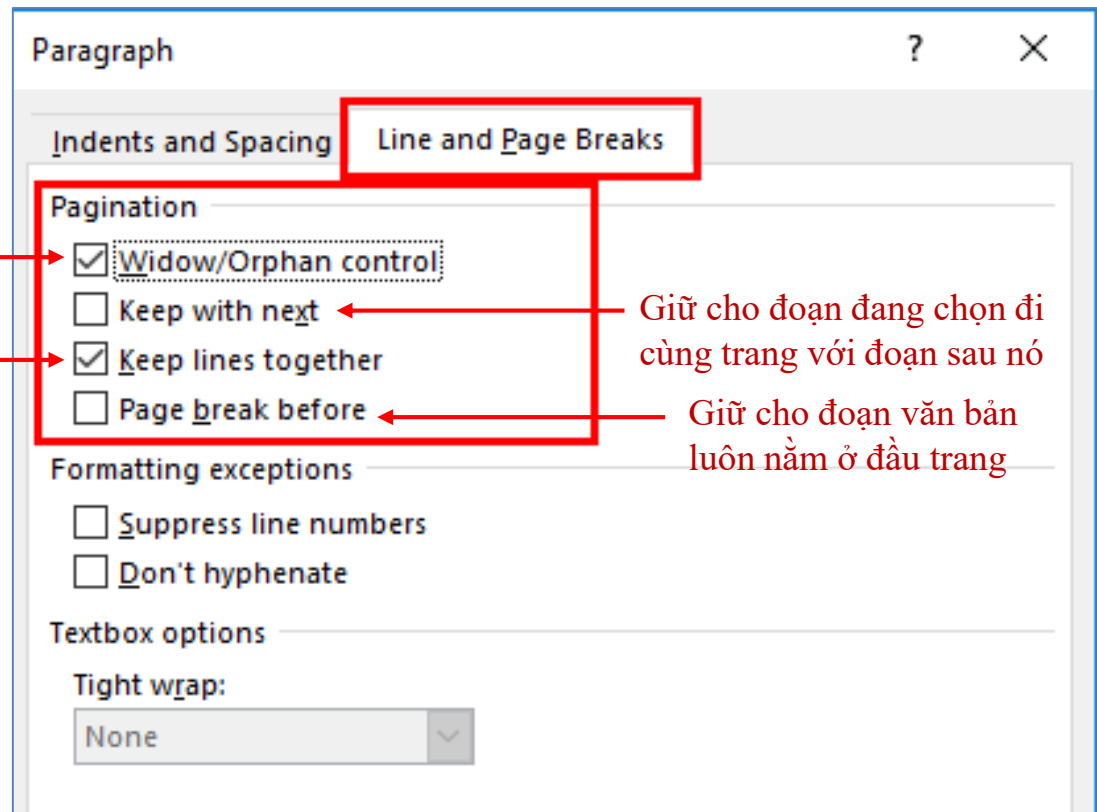 Paragraph ? ×
Indents and Spacing Line and Page Breaks
Pagination
Widow/Orphan control
Keep with next
Giữ cho đoạn đang chọn đi
cùng trang với đoạn sau nó
Keep lines together
Page break before
Giữ cho đoạn văn bản
luôn nằm ở đầu trang
Formatting exceptions
Suppress line numbers
Don't hyphenate
Textbox options
Tight wrap:
None